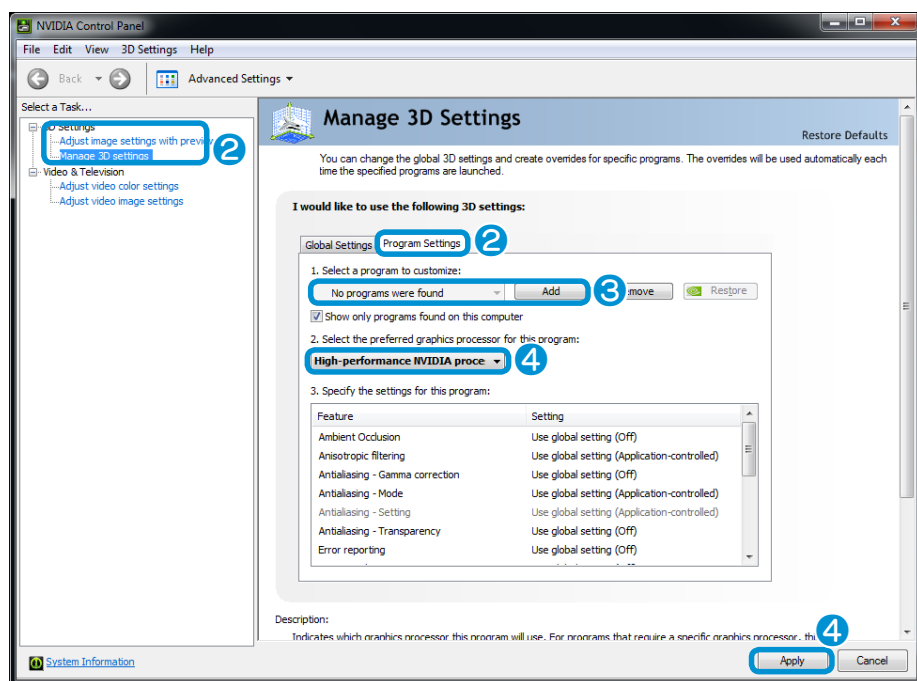 NVIDIA Control Panel
File Edit View 3D Settings Help
Back Advanced Settings
Select a Task...
3D Settings
Adjust image settings with preview
Manage 3D settings
2
Video & Television
Adjust video color settings
Adjust video image settings
System Information
Manage 3D Settings
Restore Defaults
You can change the global 3D settings and create overrides for specific programs. The overrides will be used automatically each
time the specified programs are launched.
I would like to use the following 3D settings:
Global Settings Program Settings 2
1. Select a program to customize:
No programs were found Add 3 move Restore
Show only programs found on this computer
2. Select the preferred graphics processor for this program:
High-performance NVIDIA proce 4
3. Specify the settings for this program:
Feature Setting
Ambient Occlusion Use global setting (Off)
Anisotropic filtering Use global setting (Application-controlled)
Antialiasing - Gamma correction Use global setting (Off)
Antialiasing - Mode Use global setting (Application-controlled)
Antialiasing - Setting Use global setting (Application-controlled)
Antialiasing - Transparency Use global setting (Off)
Error reporting Use global setting (Off)
Description:
Indicates which graphics processor this program will use. For programs that require a specific graphics processor, th
4
Apply Cancel